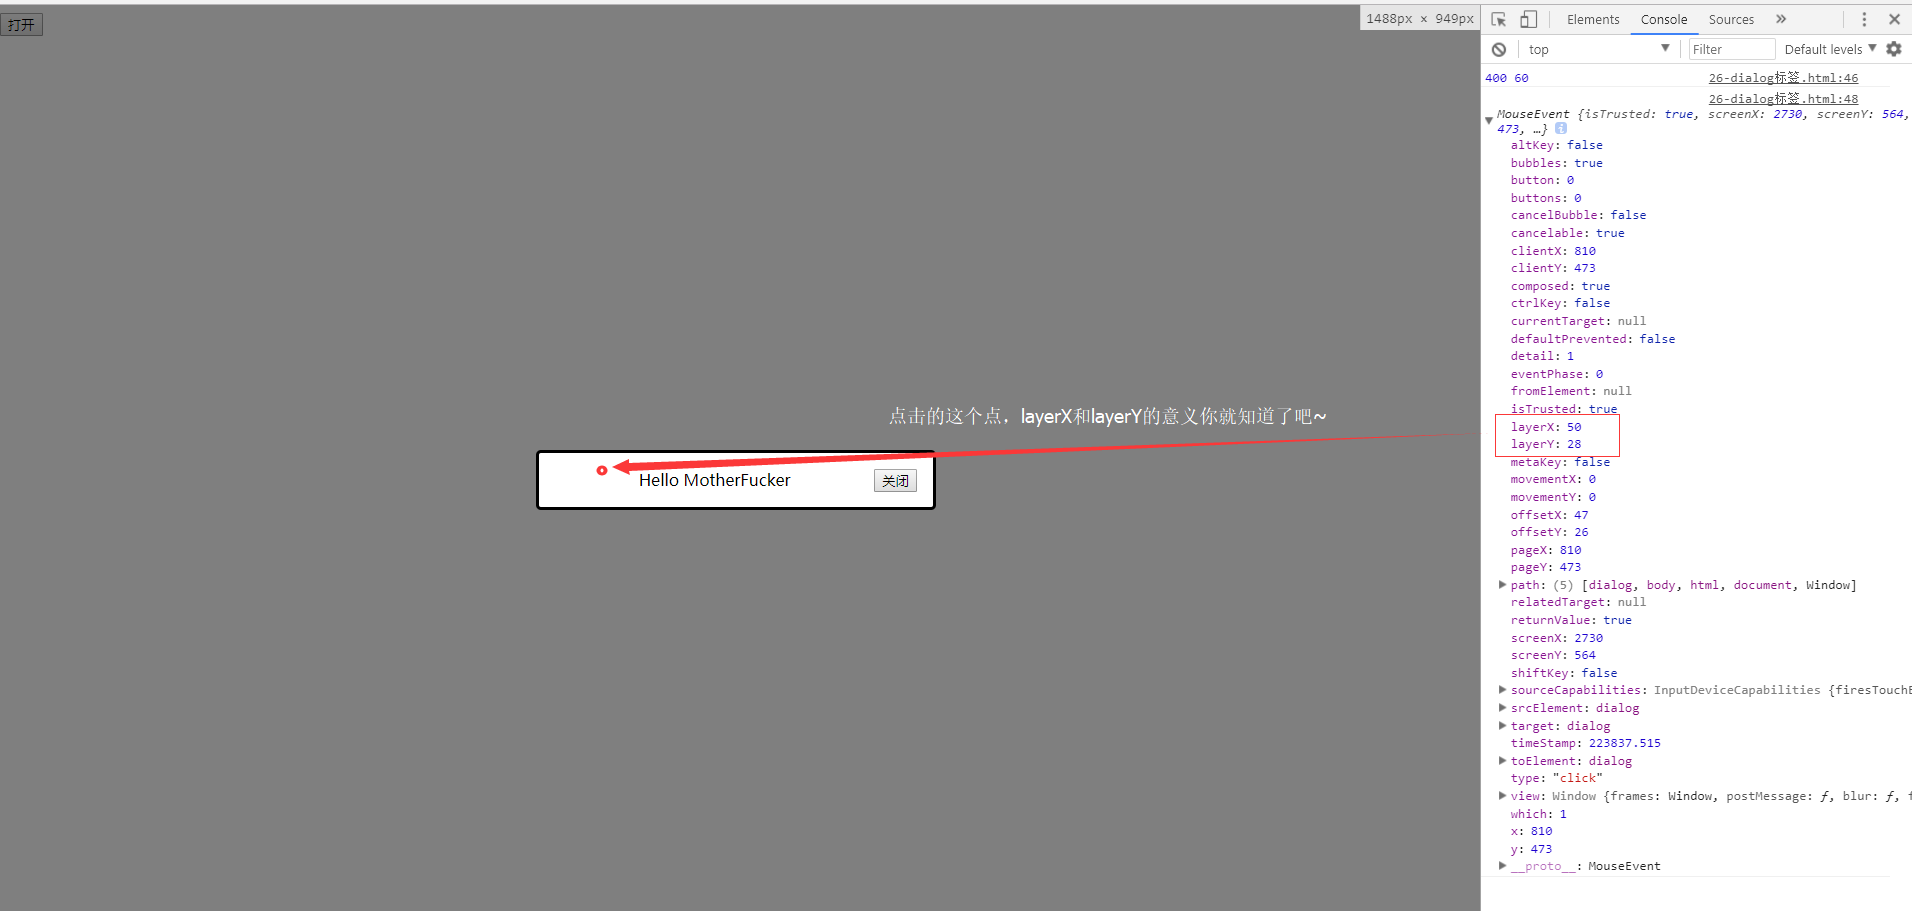 打开
1488px × 949px
Elements Console Sources »
top Filter Default levels
400 60 26-dialog标签.html:46
26-dialog标签.html:48
MouseEvent {isTrusted: true, screenX: 2730, screenY: 564,
473, …}
altKey: false
bubbles: true
button: 0
buttons: 0
cancelBubble: false
cancelable: true
clientX: 810
clientY: 473
composed: true
ctrlKey: false
currentTarget: null
defaultPrevented: false
detail: 1
eventPhase: 0
fromElement: null
isTrusted: true
layerX: 50
layerY: 28
metaKey: false
movementX: 0
movementY: 0
offsetX: 47
offsetY: 26
pageX: 810
pageY: 473
path: (5) [dialog, body, html, document, Window]
relatedTarget: null
returnValue: true
screenX: 2730
screenY: 564
shiftKey: false
sourceCapabilities: InputDeviceCapabilities {firesTouchE
srcElement: dialog
target: dialog
timeStamp: 223837.515
toElement: dialog
type: "click"
view: Window {frames: Window, postMessage: ƒ, blur: ƒ, f
which: 1
x: 810
y: 473
__proto__: MouseEvent
点击的这个点，layerX和layerY的意义你就知道了吧~
Hello MotherFucker 关闭